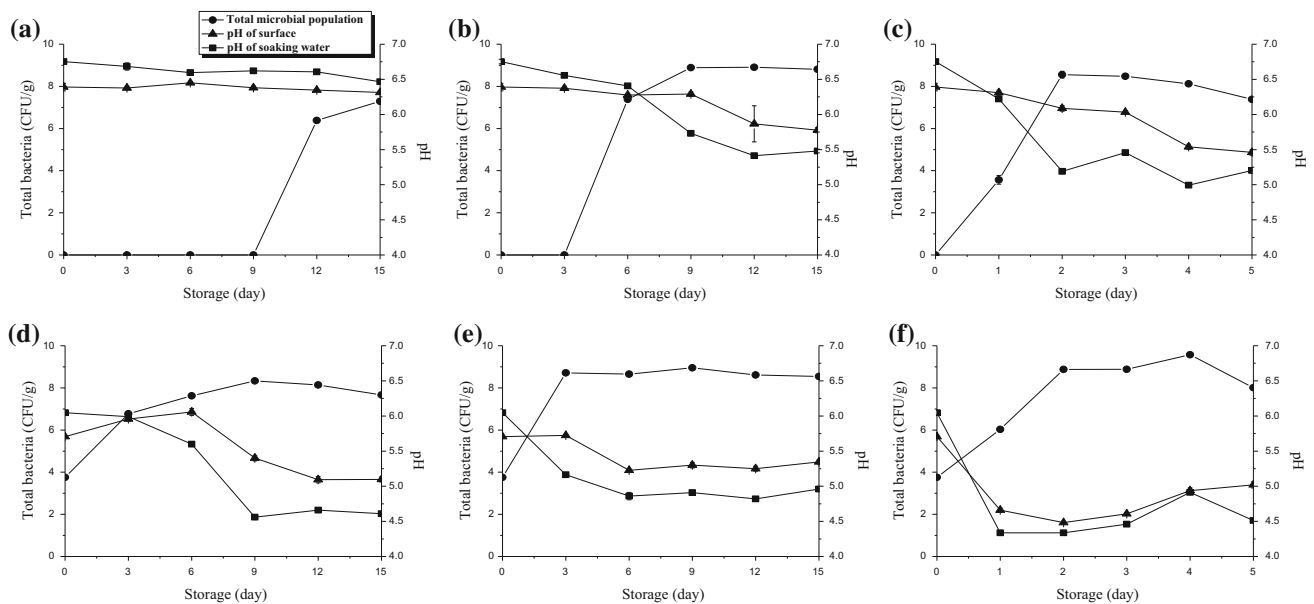 (a)
Total microbial population
pH of surface
pH of soaking water
Total bacteria (CFU/g)
10
8
6
4
2
0
7.0
6.5
6.0
5.5
5.0
4.5
4.0
pH
0 3 6 9 12 15
Storage (day)
(b)
Total bacteria (CFU/g)
10
8
6
4
2
0
7.0
6.5
6.0
5.5
5.0
4.5
4.0
pH
0 3 6 9 12 15
Storage (day)
(c)
Total bacteria (CFU/g)
10
8
6
4
2
0
7.0
6.5
6.0
5.5
5.0
4.5
4.0
pH
0 1 2 3 4 5
Storage (day)
(d)
Total bacteria (CFU/g)
10
8
6
4
2
0
7.0
6.5
6.0
5.5
5.0
4.5
4.0
pH
0 3 6 9 12 15
Storage (day)
(e)
Total bacteria (CFU/g)
10
8
6
4
2
0
7.0
6.5
6.0
5.5
5.0
4.5
4.0
pH
0 3 6 9 12 15
Storage (day)
(f)
Total bacteria (CFU/g)
10
8
6
4
2
0
7.0
6.5
6.0
5.5
5.0
4.5
4.0
pH
0 1 2 3 4 5
Storage (day)